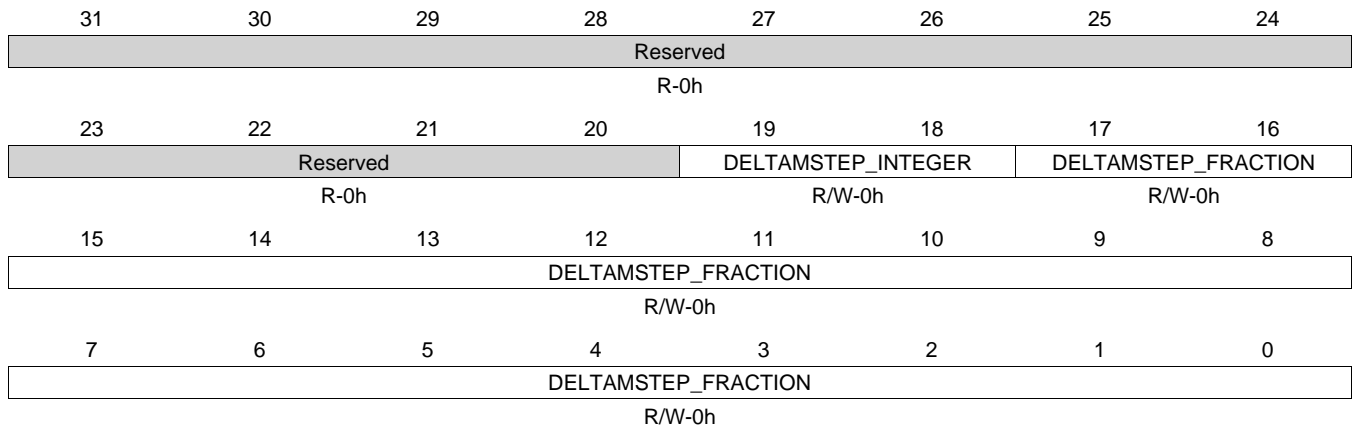 31 30 29 28 27 26 25 24
Reserved
R-0h
23 22 21 20 19 18 17 16
Reserved DELTAMSTEP_INTEGER DELTAMSTEP_FRACTION
R-0h R/W-0h R/W-0h
15 14 13 12 11 10 9 8
DELTAMSTEP_FRACTION
R/W-0h
7 6 5 4 3 2 1 0
DELTAMSTEP_FRACTION
R/W-0h